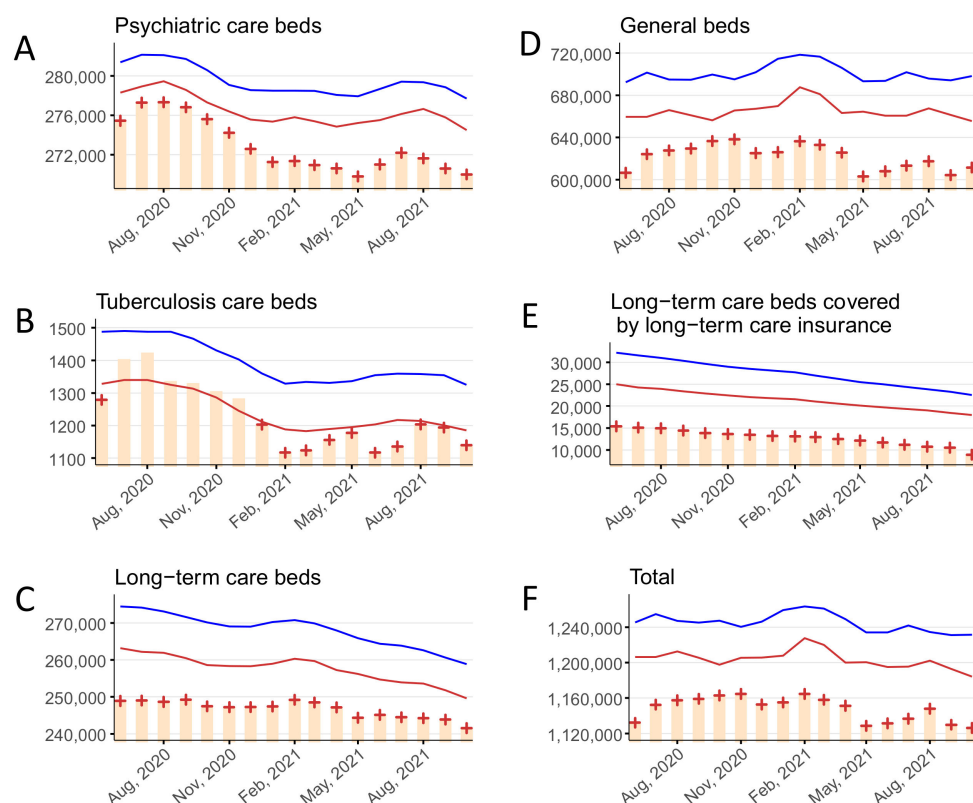 A
Psychiatric care beds
280,000
276,000
272,000
Aug, 2020
Nov, 2020
Feb, 2021
May, 2021
Aug, 2021
D
General beds
720,000
680,000
640,000
600,000
Aug, 2020
Nov, 2020
Feb, 2021
May, 2021
Aug, 2021
B
Tuberculosis care beds
1500
1400
1300
1200
1100
Aug, 2020
Nov, 2020
Feb, 2021
May, 2021
Aug, 2021
E
Long−term care beds covered
by long−term care insurance
30,000
25,000
20,000
15,000
10,000
Aug, 2020
Nov, 2020
Feb, 2021
May, 2021
Aug, 2021
C
Long−term care beds
270,000
260,000
250,000
240,000
Aug, 2020
Nov, 2020
Feb, 2021
May, 2021
Aug, 2021
F
Total
1,240,000
1,200,000
1,160,000
1,120,000
Aug, 2020
Nov, 2020
Feb, 2021
May, 2021
Aug, 2021